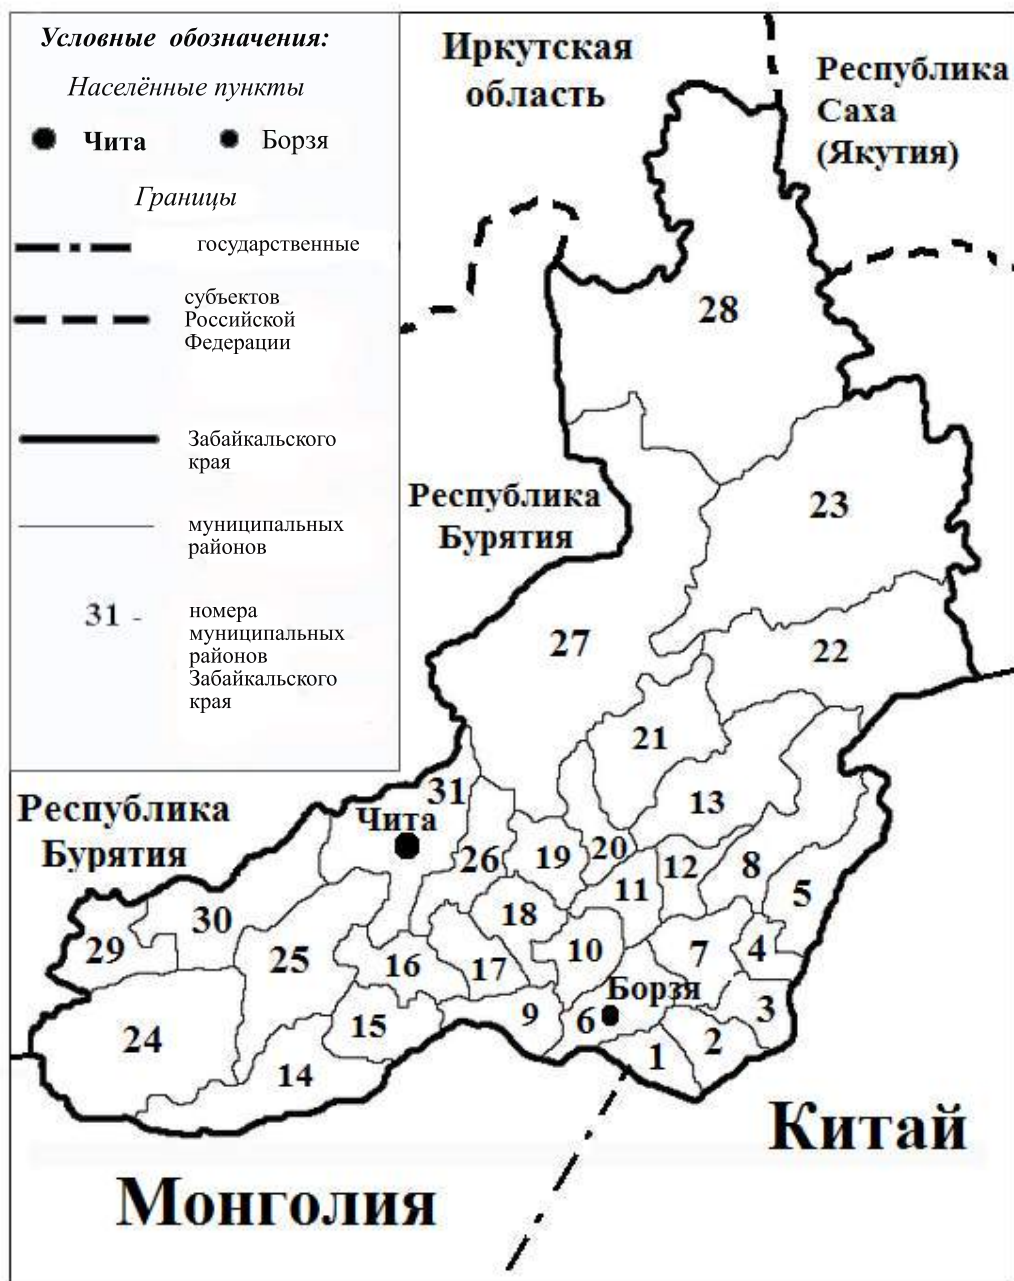 Условные обозначения:
Населённые пункты
Чита
Борзя
Границы
государственные
субъектов
Российской
Федерации
Забайкальского
края
муниципальных
районов
31 -
номера
муниципальных
районов
Забайкальского
края
Иркутская
область
Республика
Саха
(Якутия)
28
Республика
Бурятия
23
27
22
21
31
13
Республика
Бурятия
Чита
26
19
20
12
8
11
5
30
18
29
25
16
17
10
7
4
Борзя
24
15
9
6
3
14
1
2
Китай
Монголия